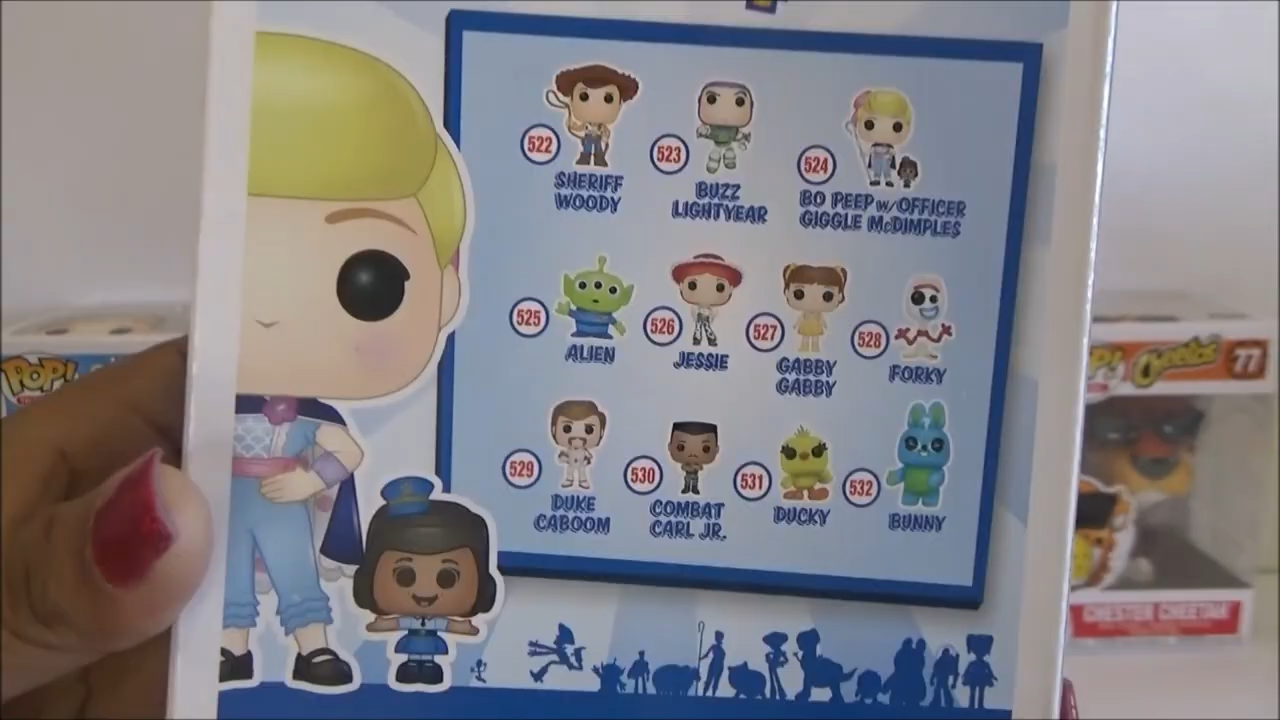 522
SHERIFF
WOODY
523
BUZZ
LIGHTYEAR
524
BO PEEP w/ OFFICER
GIGGLE McDIMPLES
525
ALIEN
526
JESSIE
527
GABBY
GABBY
528
FORKY
529
DUKE
CABOOM
530
COMBAT
CARL JR.
531
DUCKY
532
BUNNY
POP!
P!
Cheetos
77
CHESTER CHEETAH